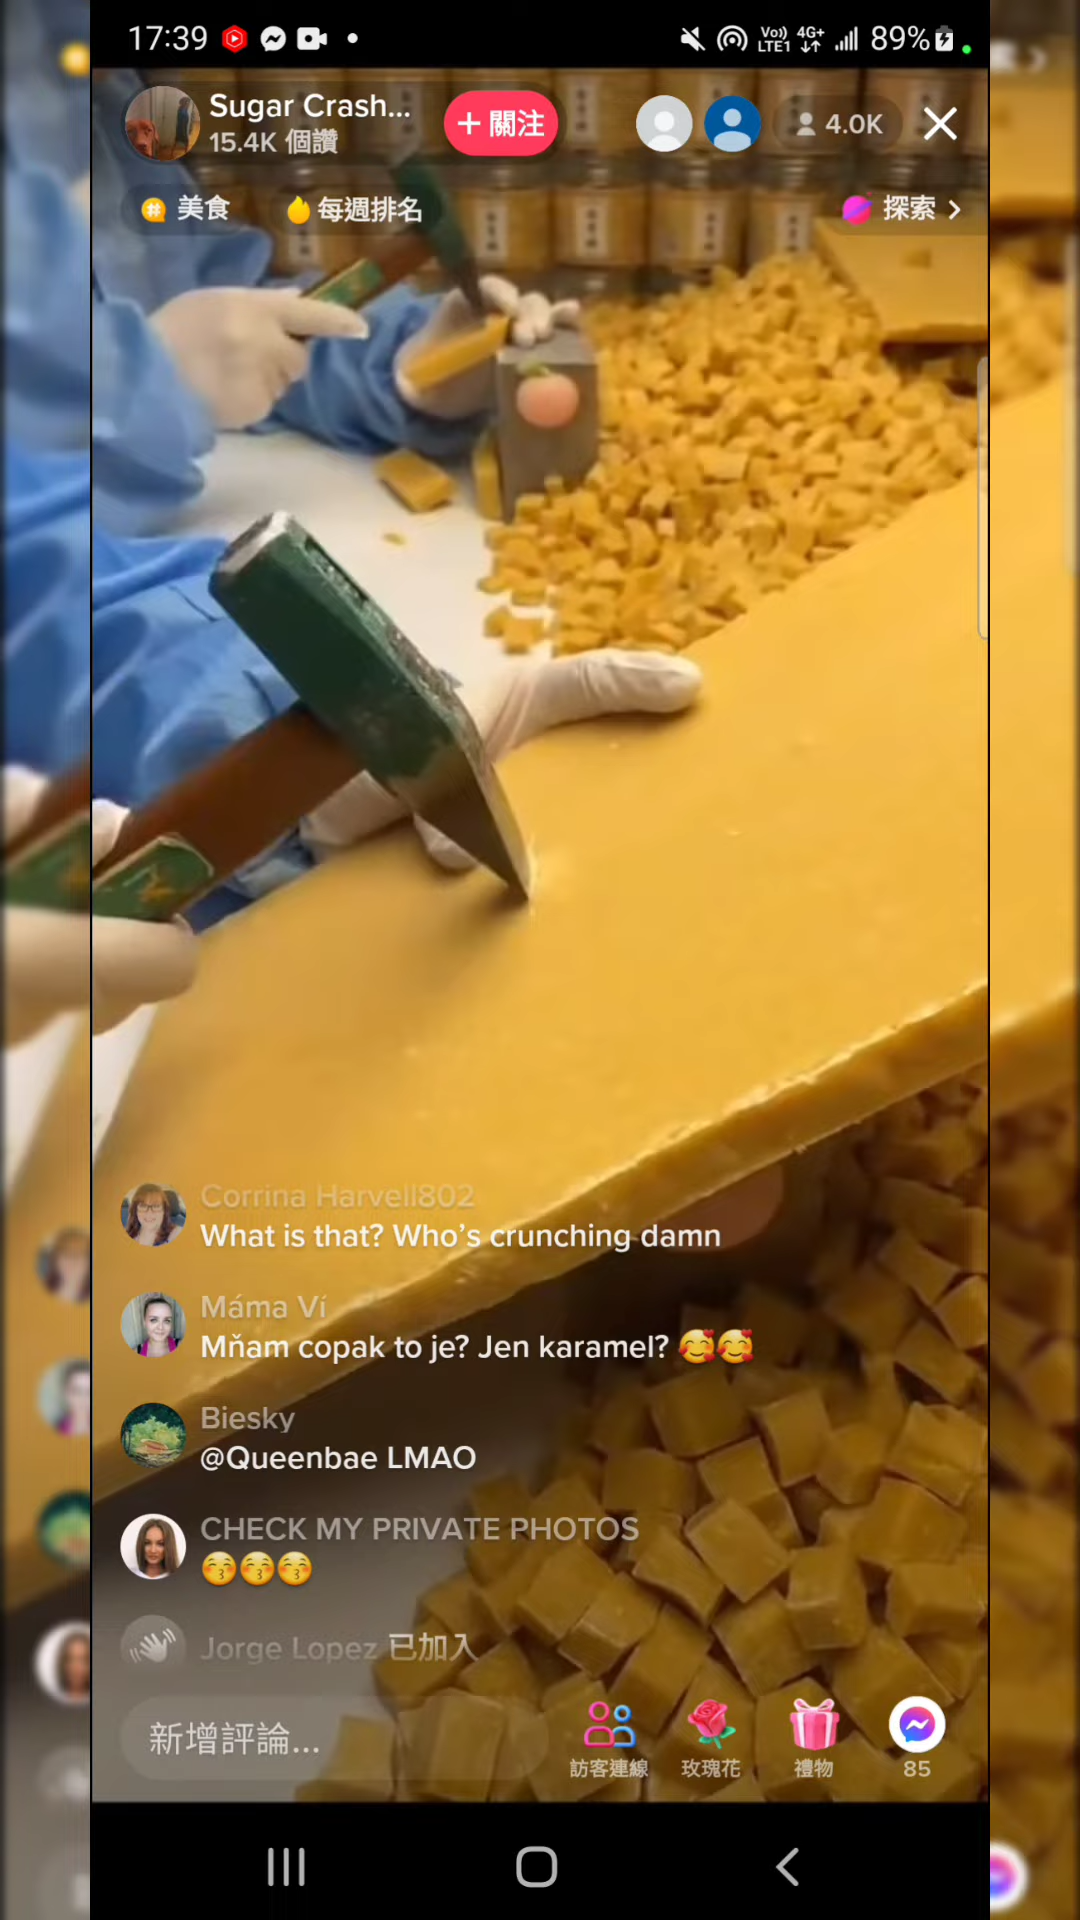 17:39
Vo))
LTE1
4G+
89%
Sugar Crash...
15.4K 個讚
+ 關注
4.0K
美食
每週排名
探索
Corrina Harvell802
What is that? Who's crunching damn
Máma Ví
Mňam copak to je? Jen karamel? 🥰🥰
Biesky
@Queenbae LMAO
CHECK MY PRIVATE PHOTOS
😚😚😚
Jorge Lopez 已加入
新增評論...
訪客連線
玫瑰花
禮物
85